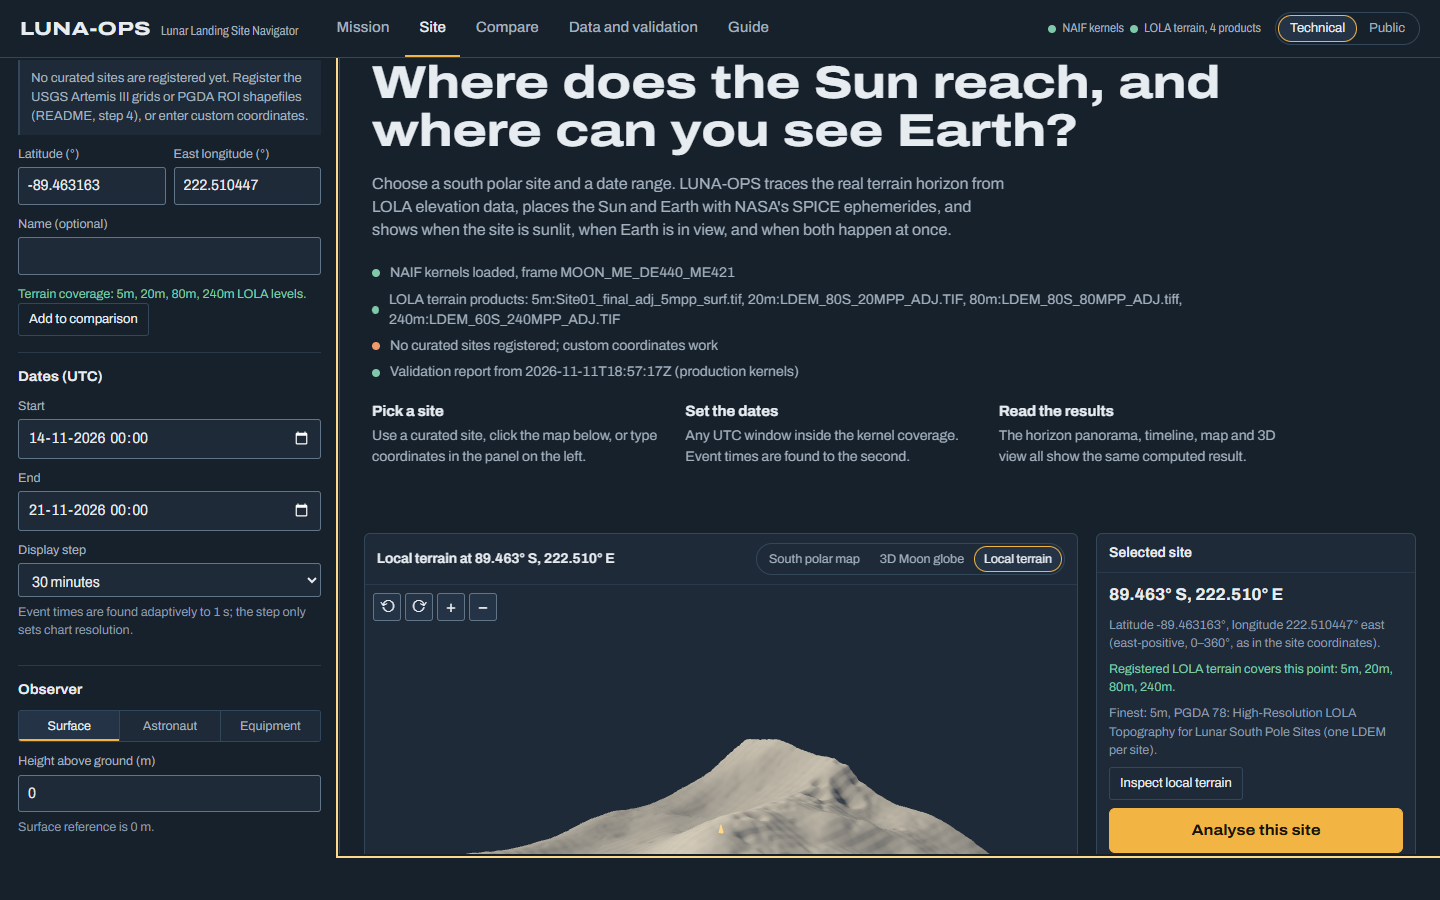 LUNA-OPS Lunar Landing Site Navigator
Mission
Site
Compare
Data and validation
Guide
NAIF kernels
LOLA terrain, 4 products
Technical
Public
No curated sites are registered yet. Register the
USGS Artemis III grids or PGDA ROI shapefiles
(README, step 4), or enter custom coordinates.
Latitude (°)
East longitude (°)
-89.463163
222.510447
Name (optional)
Terrain coverage: 5m, 20m, 80m, 240m LOLA levels.
Add to comparison
Dates (UTC)
Start
14-11-2026 00:00
End
21-11-2026 00:00
Display step
30 minutes
Event times are found adaptively to 1 s; the step only
sets chart resolution.
Observer
Surface
Astronaut
Equipment
Height above ground (m)
0
Surface reference is 0 m.
Where does the Sun reach, and
where can you see Earth?
Choose a south polar site and a date range. LUNA-OPS traces the real terrain horizon from
LOLA elevation data, places the Sun and Earth with NASA's SPICE ephemerides, and
shows when the site is sunlit, when Earth is in view, and when both happen at once.
NAIF kernels loaded, frame MOON_ME_DE440_ME421
LOLA terrain products: 5m:Site01_final_adj_5mpp_surf.tif, 20m:LDEM_80S_20MPP_ADJ.TIF, 80m:LDEM_80S_80MPP_ADJ.tiff,
240m:LDEM_60S_240MPP_ADJ.TIF
No curated sites registered; custom coordinates work
Validation report from 2026-11-11T18:57:17Z (production kernels)
Pick a site
Use a curated site, click the map below, or type
coordinates in the panel on the left.
Set the dates
Any UTC window inside the kernel coverage.
Event times are found to the second.
Read the results
The horizon panorama, timeline, map and 3D
view all show the same computed result.
Local terrain at 89.463° S, 222.510° E
South polar map
3D Moon globe
Local terrain
+
−
Selected site
89.463° S, 222.510° E
Latitude -89.463163°, longitude 222.510447° east
(east-positive, 0–360°, as in the site coordinates).
Registered LOLA terrain covers this point: 5m, 20m,
80m, 240m.
Finest: 5m, PGDA 78: High-Resolution LOLA
Topography for Lunar South Pole Sites (one LDEM
per site).
Inspect local terrain
Analyse this site